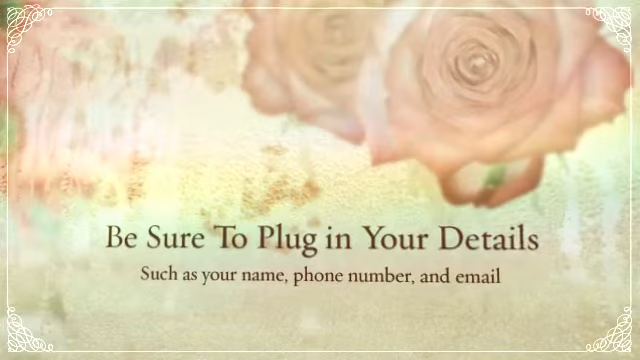 Be Sure To Plug in Your Details
Such as your name, phone number, and email